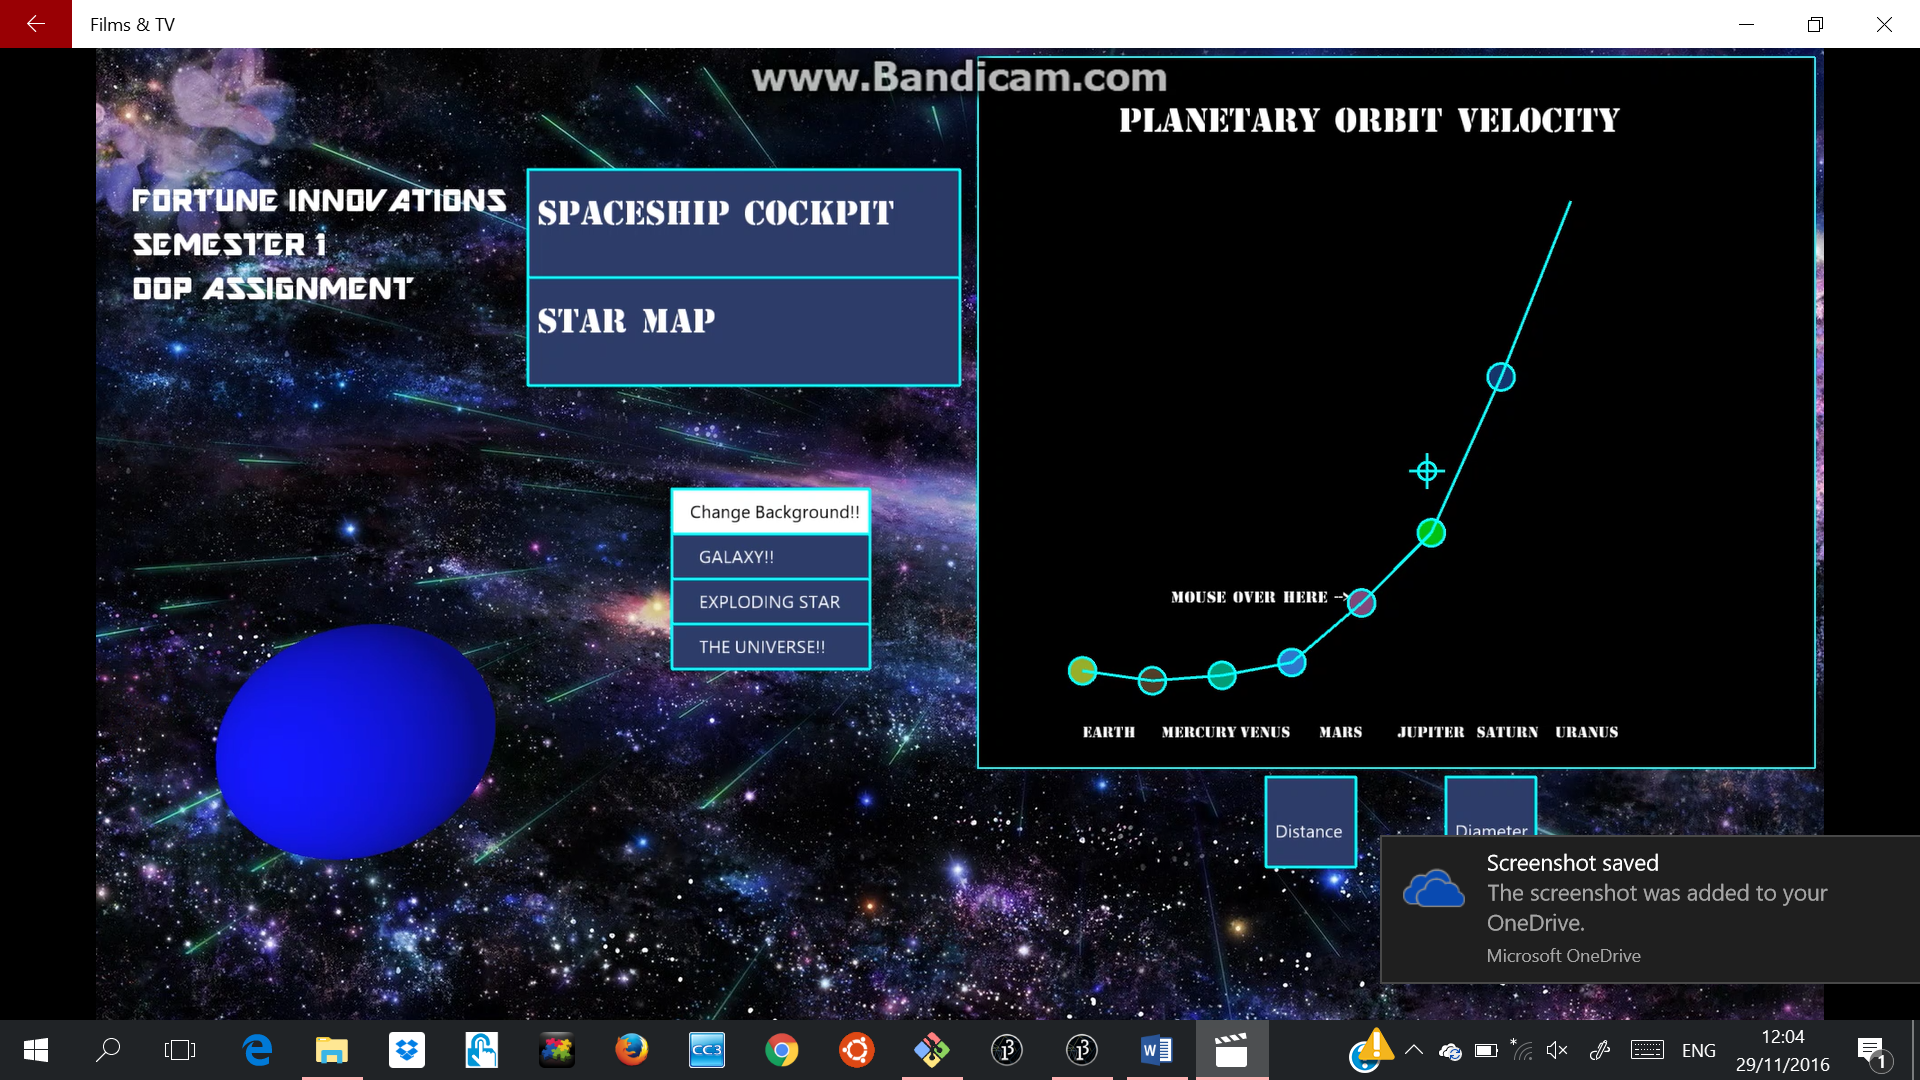 Films & TV
www.Bandicam.com
PLANETARY ORBIT VELOCITY
FORTUNE INNOVATIONS
SEMESTER 1
OOP ASSIGNMENT
SPACESHIP COCKPIT
STAR MAP
Change Background!!
GALAXY!!
EXPLODING STAR
THE UNIVERSE!!
MOUSE OVER HERE -->
EARTH MERCURY VENUS MARS JUPITER SATURN URANUS
Distance
Diameter
Screenshot saved
The screenshot was added to your
OneDrive.
Microsoft OneDrive
CC3
ENG
12:04
29/11/2016
1